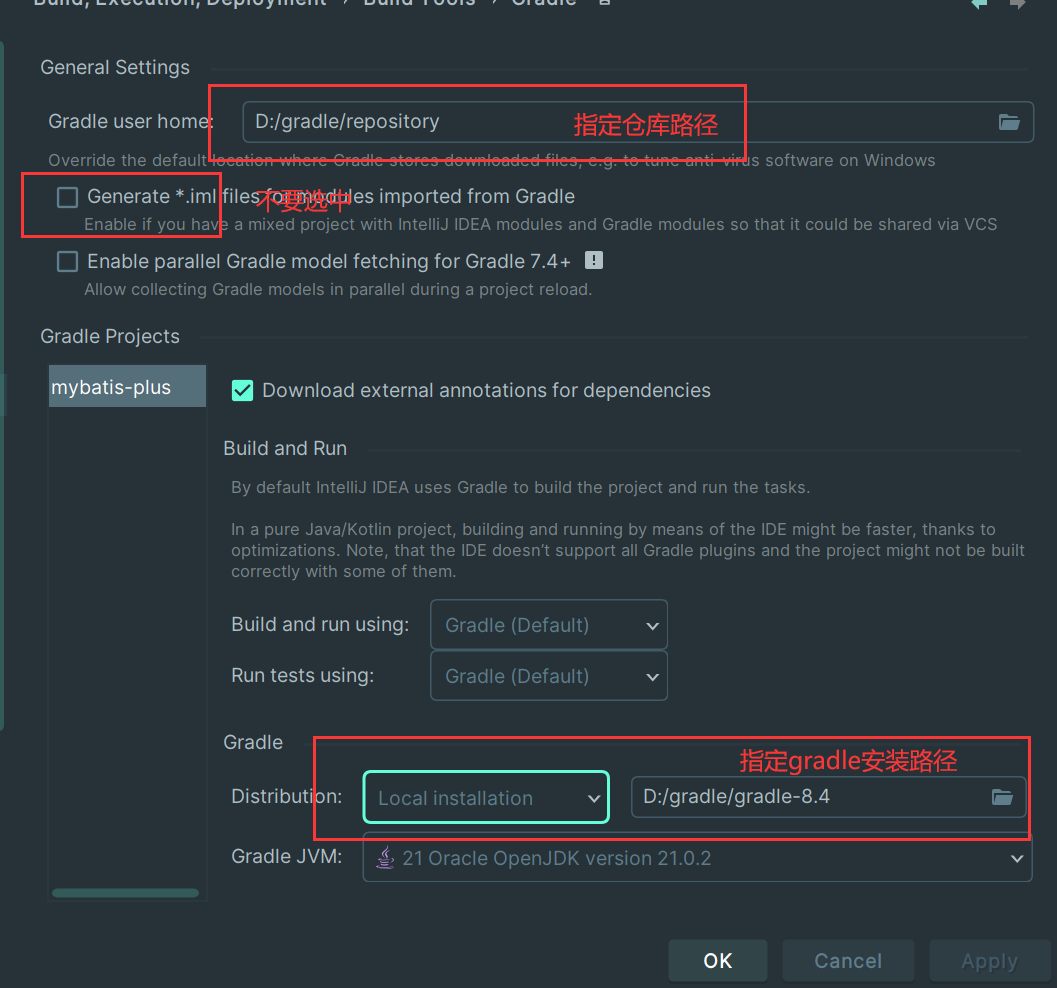 Build, Execution, Deployment › Build Tools › Gradle
General Settings
Gradle user home: D:/gradle/repository 指定仓库路径
Override the default location where Gradle stores downloaded files, e.g. to tune anti-virus software on Windows
Generate *.iml files for modules imported from Gradle 不要选中
Enable if you have a mixed project with IntelliJ IDEA modules and Gradle modules so that it could be shared via VCS
Enable parallel Gradle model fetching for Gradle 7.4+
Allow collecting Gradle models in parallel during a project reload.
Gradle Projects
mybatis-plus
Download external annotations for dependencies
Build and Run
By default IntelliJ IDEA uses Gradle to build the project and run the tasks.
In a pure Java/Kotlin project, building and running by means of the IDE might be faster, thanks to
optimizations. Note, that the IDE doesn't support all Gradle plugins and the project might not be built
correctly with some of them.
Build and run using: Gradle (Default)
Run tests using: Gradle (Default)
Gradle
指定gradle安装路径
Distribution: Local installation D:/gradle/gradle-8.4
Gradle JVM: 21 Oracle OpenJDK version 21.0.2
OK Cancel Apply